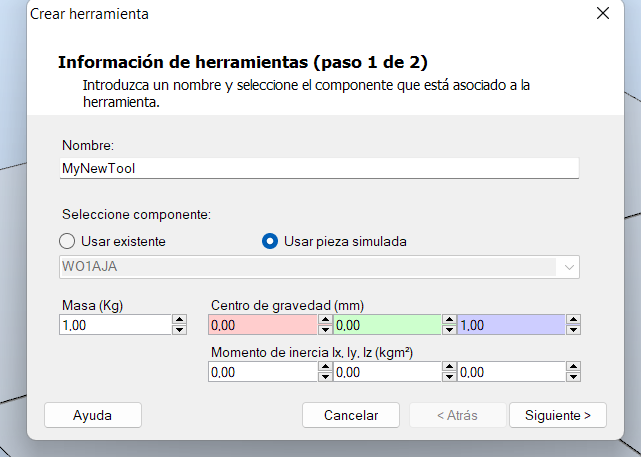 Crear herramienta
Información de herramientas (paso 1 de 2)
Introduzca un nombre y seleccione el componente que está asociado a la
herramienta.
Nombre:
MyNewTool
Seleccione componente:
Usar existente
Usar pieza simulada
WO1AJA
Masa (Kg)
Centro de gravedad (mm)
1,00
0,00
0,00
1,00
Momento de inercia Ix, Iy, Iz (kgm²)
0,00
0,00
0,00
Ayuda
Cancelar
< Atrás
Siguiente >